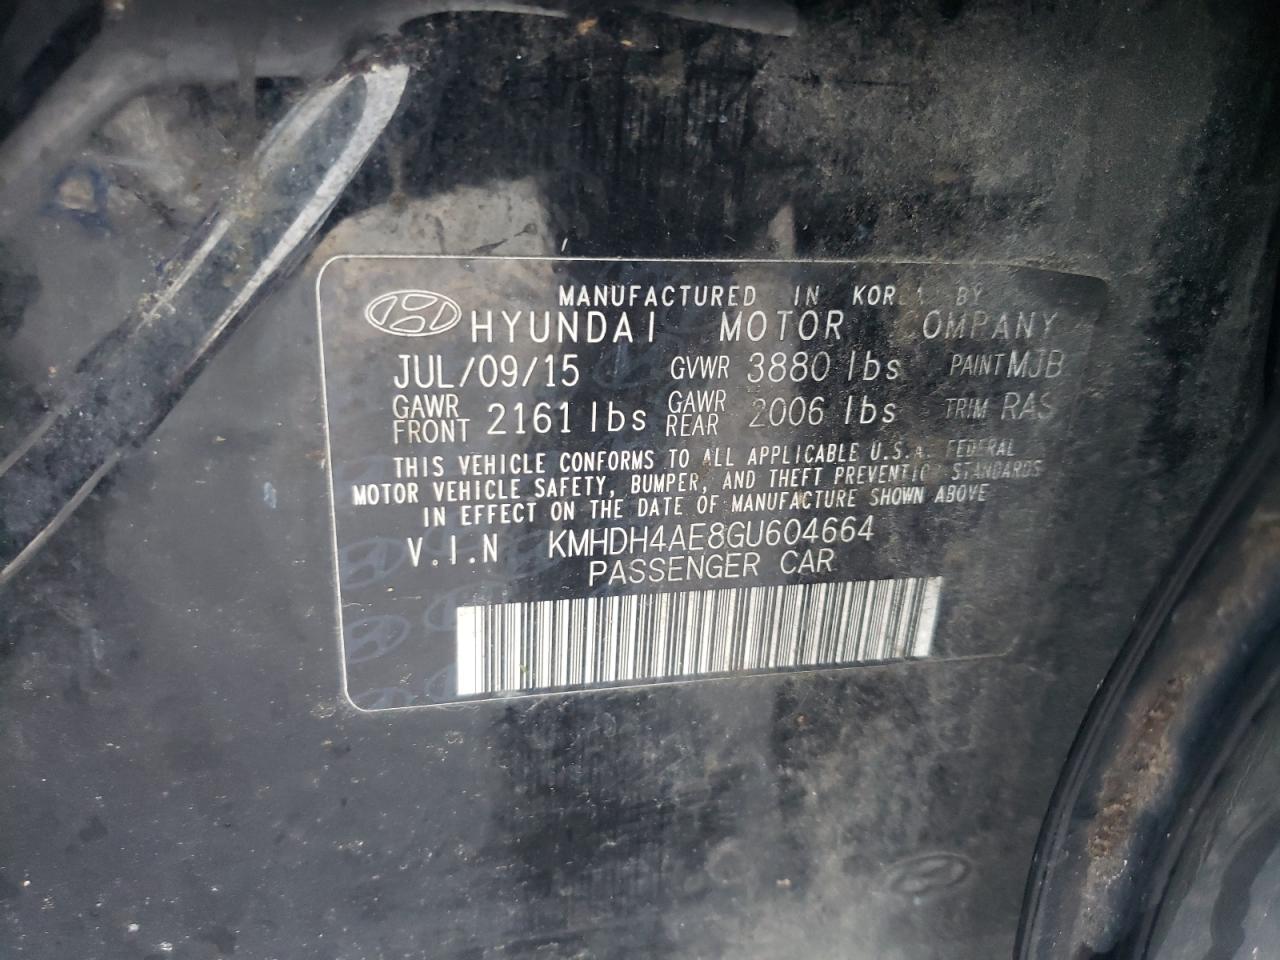 MANUFACTURED IN KOREA BY
HYUNDAI MOTOR COMPANY
JUL/09/15 GVWR 3880 lbs PAINT MJB
GAWR FRONT 2161 lbs GAWR REAR 2006 lbs TRIM RAS
THIS VEHICLE CONFORMS TO ALL APPLICABLE U.S.A. FEDERAL
MOTOR VEHICLE SAFETY, BUMPER, AND THEFT PREVENTION STANDARDS
IN EFFECT ON THE DATE OF MANUFACTURE SHOWN ABOVE
V.I.N KMHDH4AE8GU604664
PASSENGER CAR